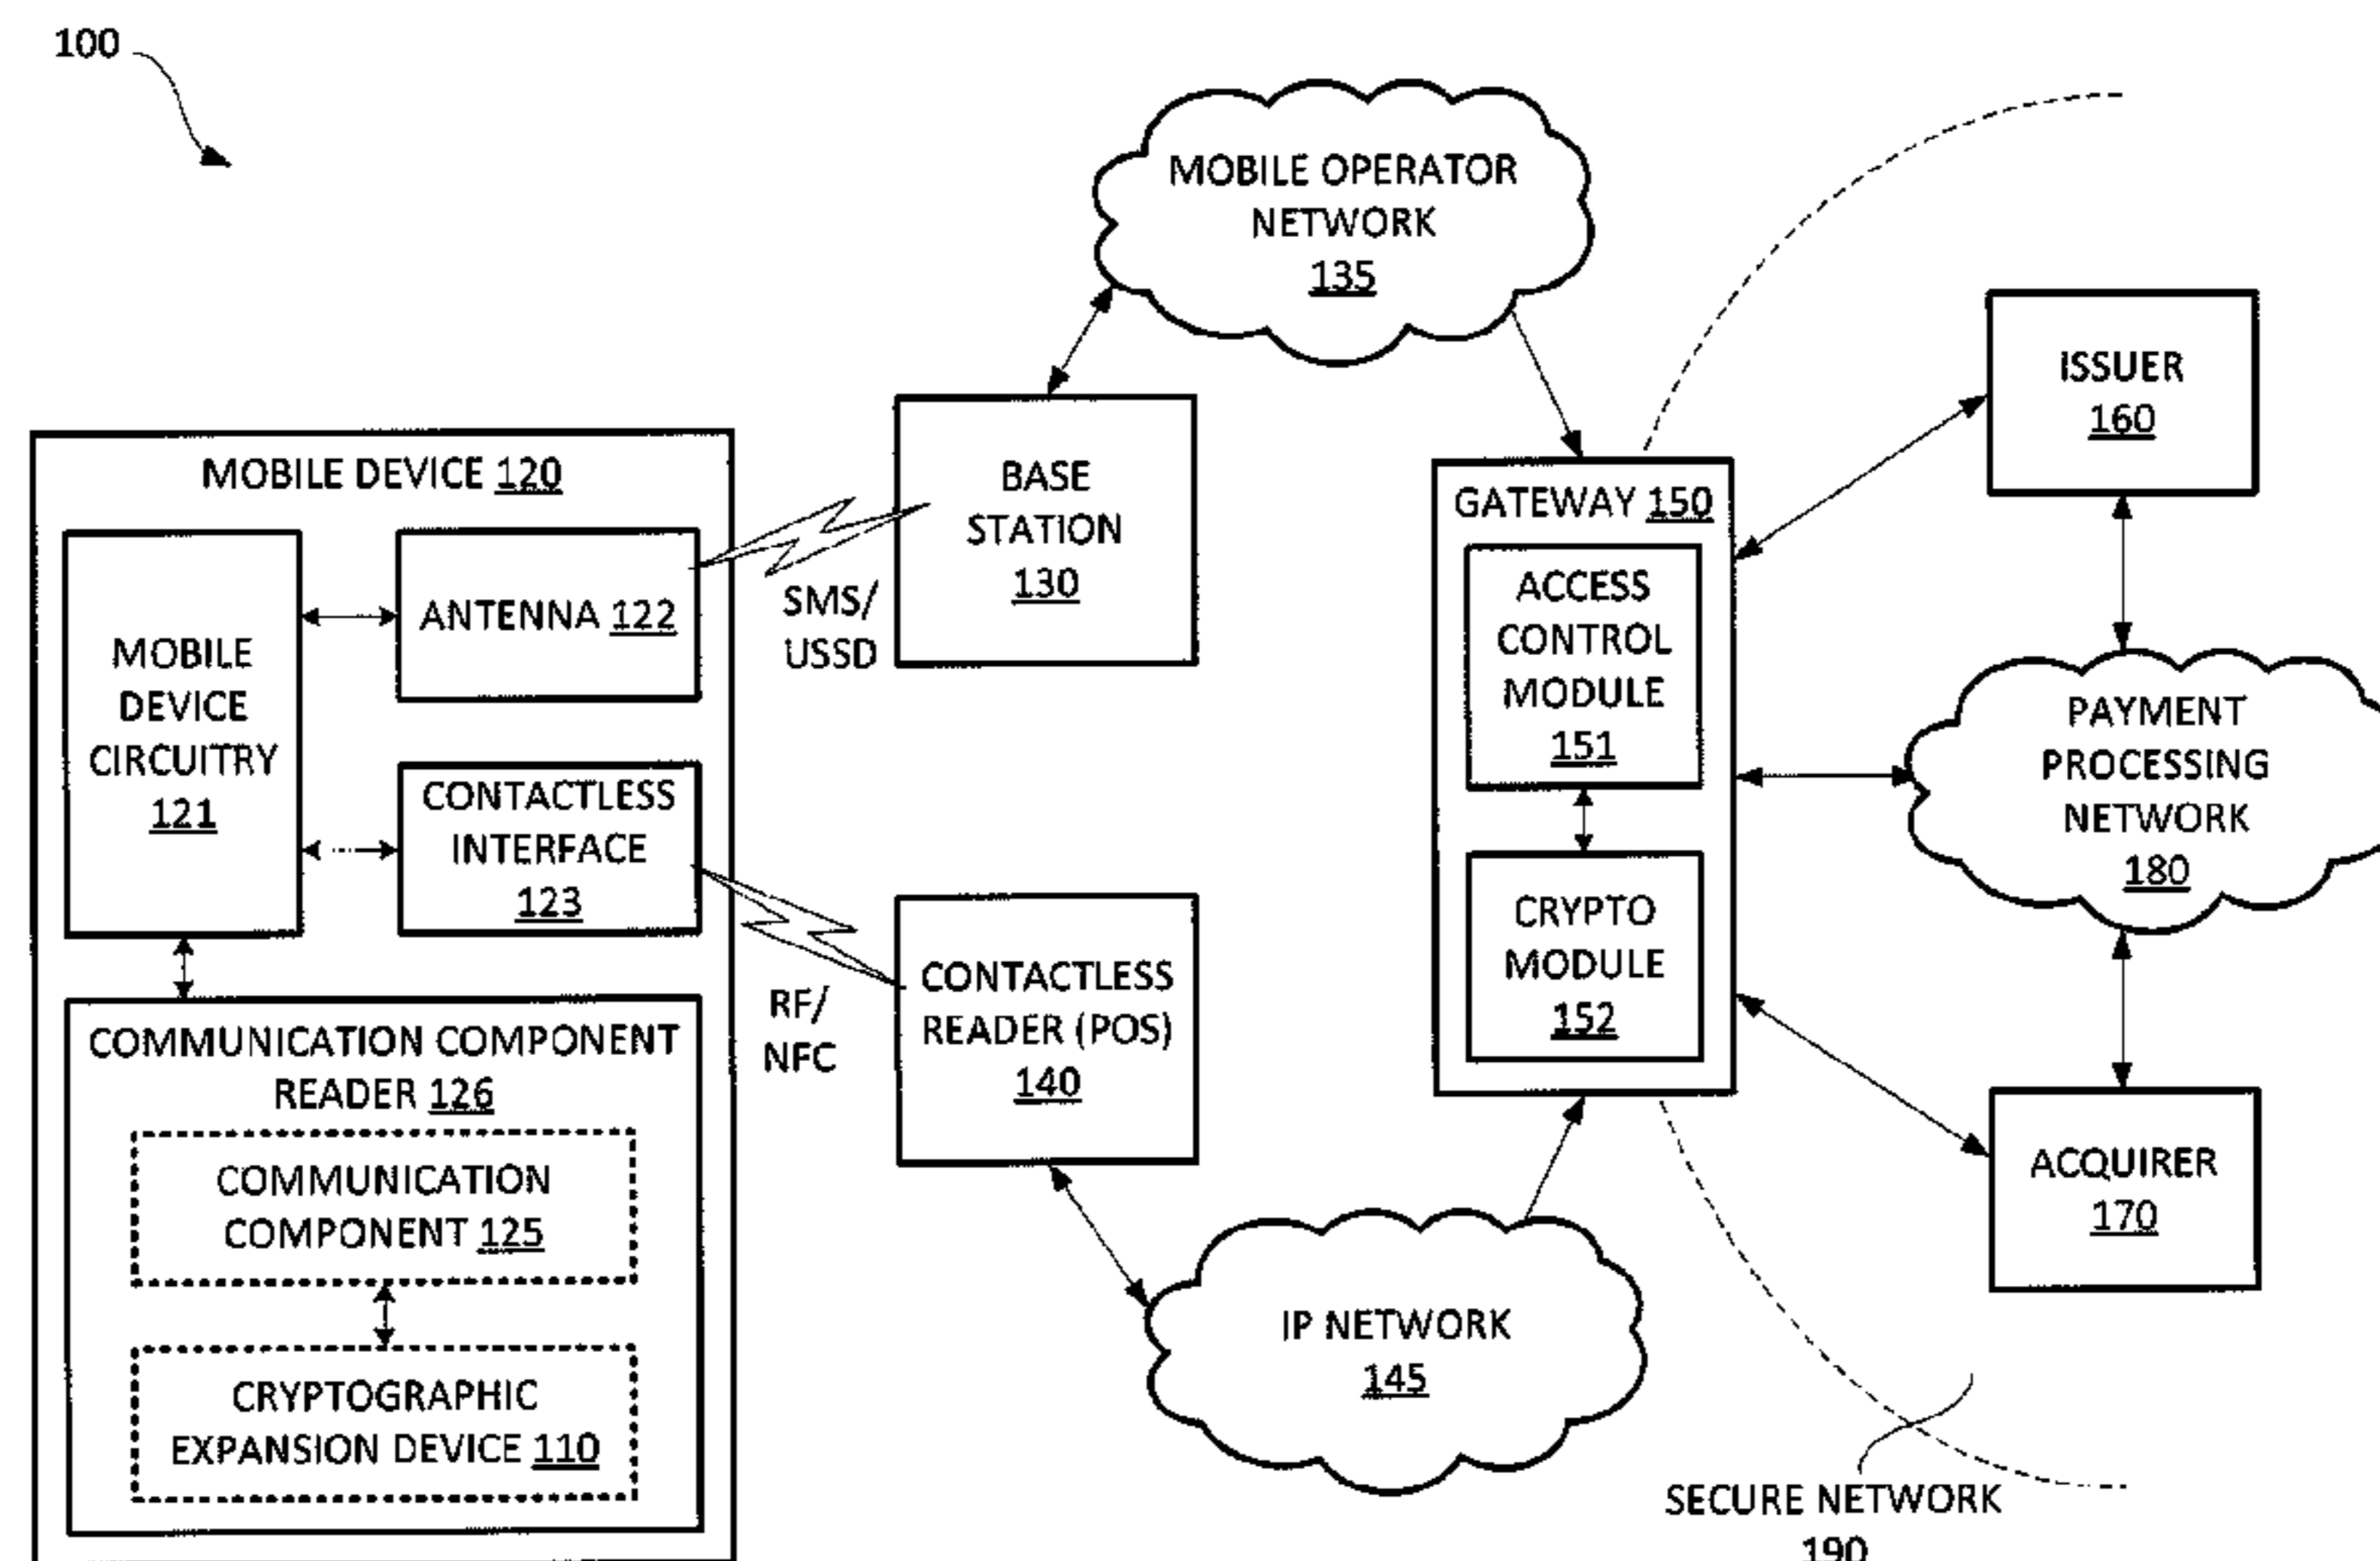 100
MOBILE OPERATOR
NETWORK
135
ISSUER
160
MOBILE DEVICE 120
BASE
STATION
130
GATEWAY 150
ANTENNA 122
SMS/
USSD
ACCESS
CONTROL
MODULE
151
MOBILE
DEVICE
CIRCUITRY
121
PAYMENT
PROCESSING
NETWORK
180
CONTACTLESS
INTERFACE
123
CRYPTO
MODULE
152
RF/
NFC
CONTACTLESS
READER (POS)
140
COMMUNICATION COMPONENT
READER 126
COMMUNICATION
COMPONENT 125
ACQUIRER
170
IP NETWORK
145
CRYPTOGRAPHIC
EXPANSION DEVICE 110
SECURE NETWORK
190